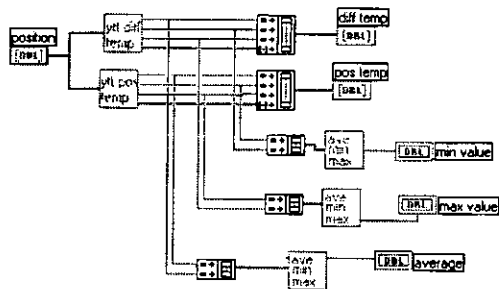 position
[DBL]
ytl diff
temp
diff temp
[DBL]
ytl pos
temp
pos temp
[DBL]
ave
min
max
DBL
min value
ave
min
max
DBL
max value
ave
min
max
DBL
average